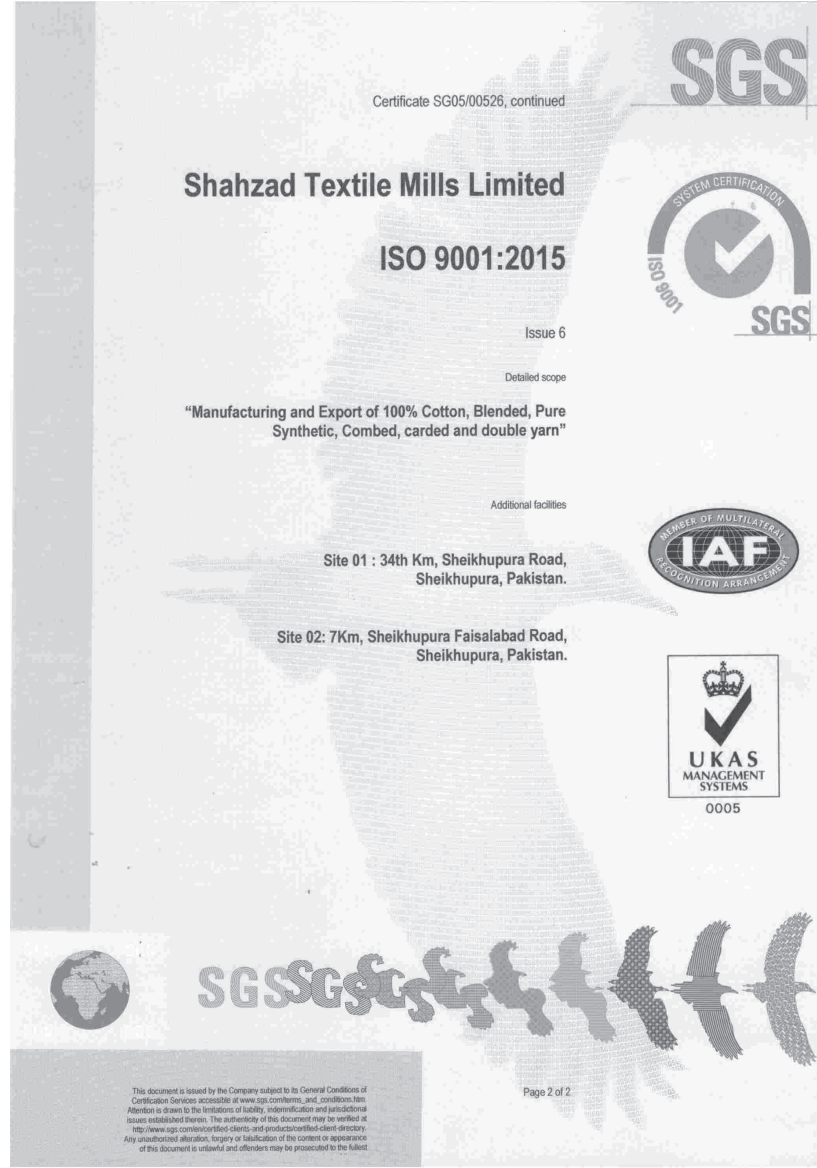 SGS
Certificate SG05/00526, continued
Shahzad Textile Mills Limited
ISO 9001:2015
SYSTEM CERTIFICATION
ISO 9001
SGS
Issue 6
Detailed scope
“Manufacturing and Export of 100% Cotton, Blended, Pure
Synthetic, Combed, carded and double yarn”
Additional facilities
MEMBER OF MULTILATERAL
IAF
RECOGNITION ARRANGEMENT
Site 01 : 34th Km, Sheikhupura Road,
Sheikhupura, Pakistan.
Site 02: 7Km, Sheikhupura Faisalabad Road,
Sheikhupura, Pakistan.
UKAS
MANAGEMENT
SYSTEMS
0005
SGSSGS
This document is issued by the Company subject to its General Conditions of
Certification Services accessible at www.sgs.com/terms_and_conditions.htm.
Attention is drawn to the limitations of liability, indemnification and jurisdictional
issues established therein. The authenticity of this document may be verified at
http://www.sgs.com/en/certified-clients-and-products/certified-client-directory.
Any unauthorized alteration, forgery or falsification of the content or appearance
of this document is unlawful and offenders may be prosecuted to the fullest
Page 2 of 2